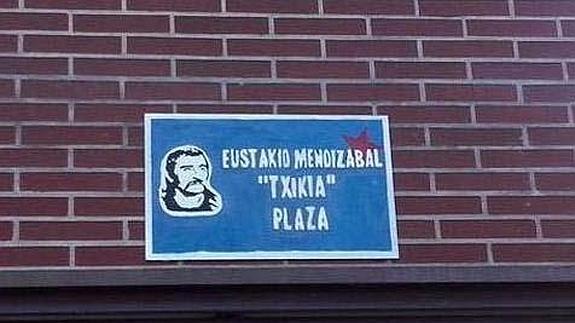 EUSTAKIO MENDIZABAL
"TXIKIA"
PLAZA